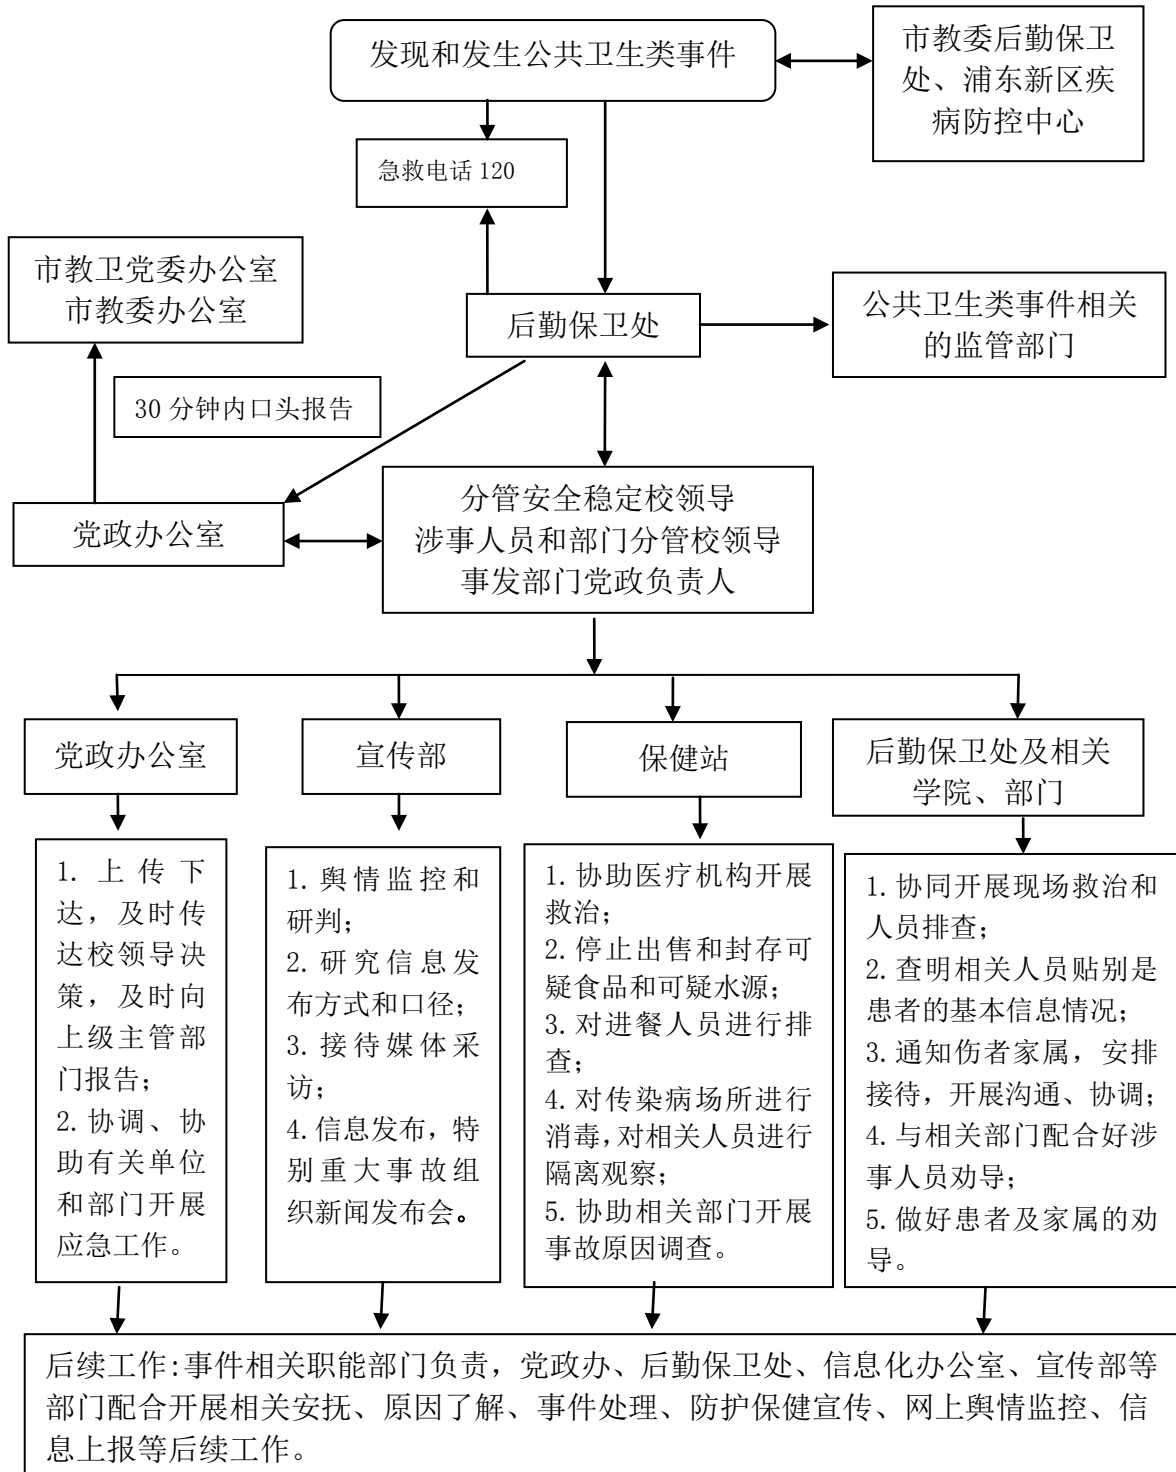 发现和发生公共卫生类事件
市教委后勤保卫
处、浦东新区疾
病防控中心
急救电话 120
市教卫党委办公室
市教委办公室
后勤保卫处
公共卫生类事件相关
的监管部门
30 分钟内口头报告
党政办公室
分管安全稳定校领导
涉事人员和部门分管校领导
事发部门党政负责人
党政办公室
宣传部
保健站
后勤保卫处及相关
学院、部门
1. 上传下
达，及时传
达校领导决
策，及时向
上级主管部
门报告；
2. 协调、协
助有关单位
和部门开展
应急工作。
1. 舆情监控和
研判；
2. 研究信息发
布方式和口径；
3. 接待媒体采
访；
4. 信息发布，特
别重大事故组
织新闻发布会。
1. 协助医疗机构开展
救治；
2. 停止出售和封存可
疑食品和可疑水源；
3. 对进餐人员进行排
查；
4. 对传染病场所进行
消毒，对相关人员进行
隔离观察；
5. 协助相关部门开展
事故原因调查。
1. 协同开展现场救治和
人员排查；
2. 查明相关人员贴别是
患者的基本信息情况；
3. 通知伤者家属，安排
接待，开展沟通、协调；
4. 与相关部门配合好涉
事人员劝导；
5. 做好患者及家属的劝
导。
后续工作：事件相关职能部门负责，党政办、后勤保卫处、信息化办公室、宣传部等
部门配合开展相关安抚、原因了解、事件处理、防护保健宣传、网上舆情监控、信
息上报等后续工作。